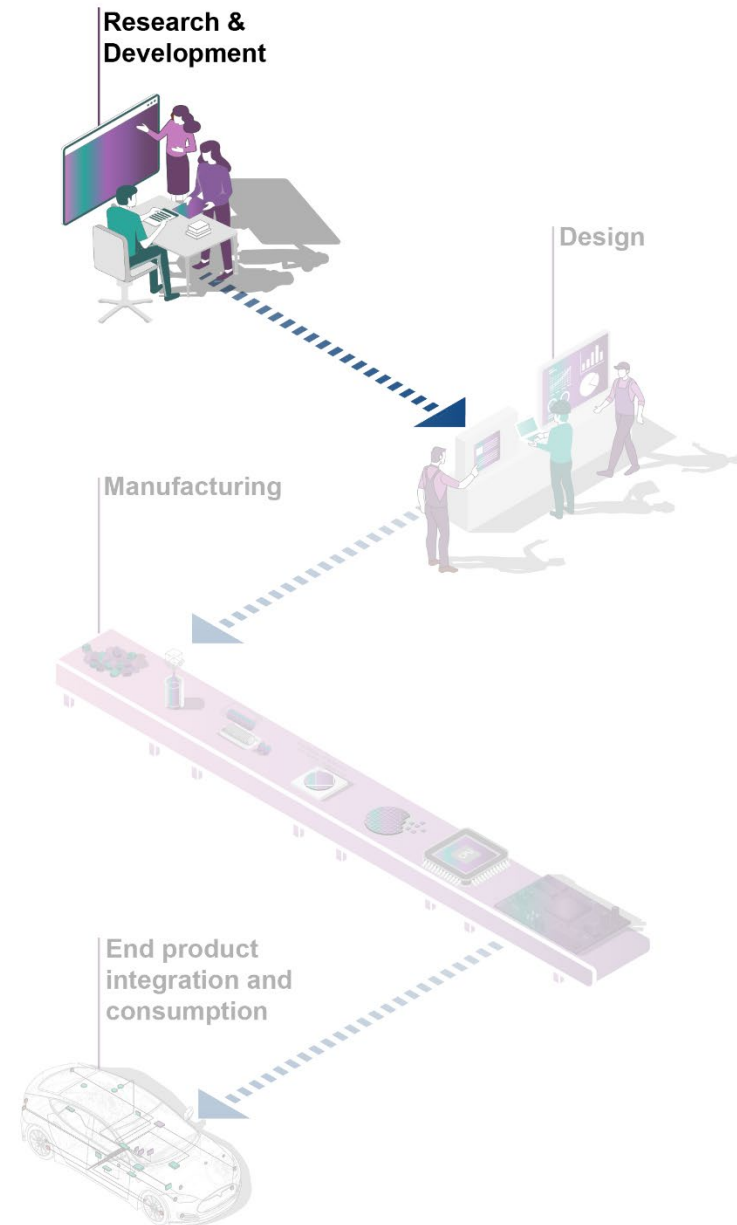 Research &
Development
Design
Manufacturing
End product
integration and
consumption